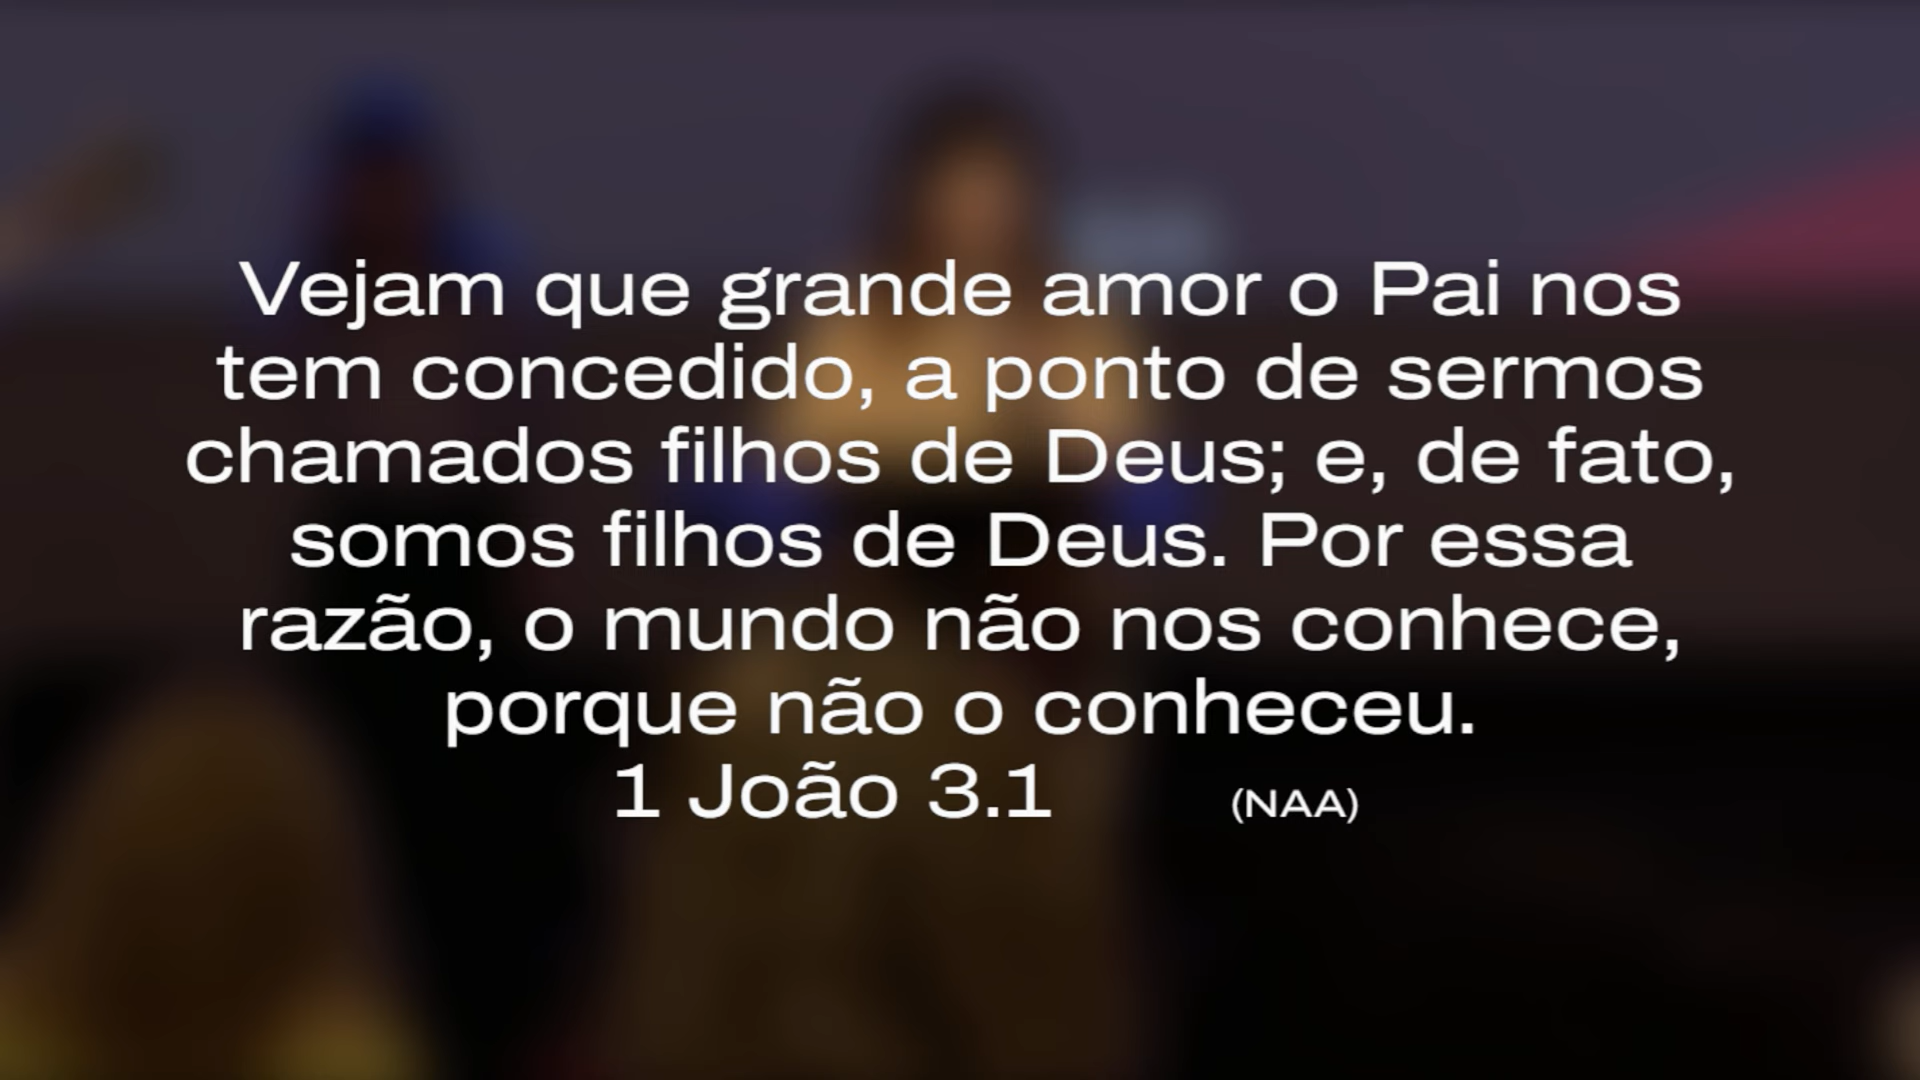 Vejam que grande amor o Pai nos
tem concedido, a ponto de sermos
chamados filhos de Deus; e, de fato,
somos filhos de Deus. Por essa
razão, o mundo não nos conhece,
porque não o conheceu.
1 João 3.1 (NAA)